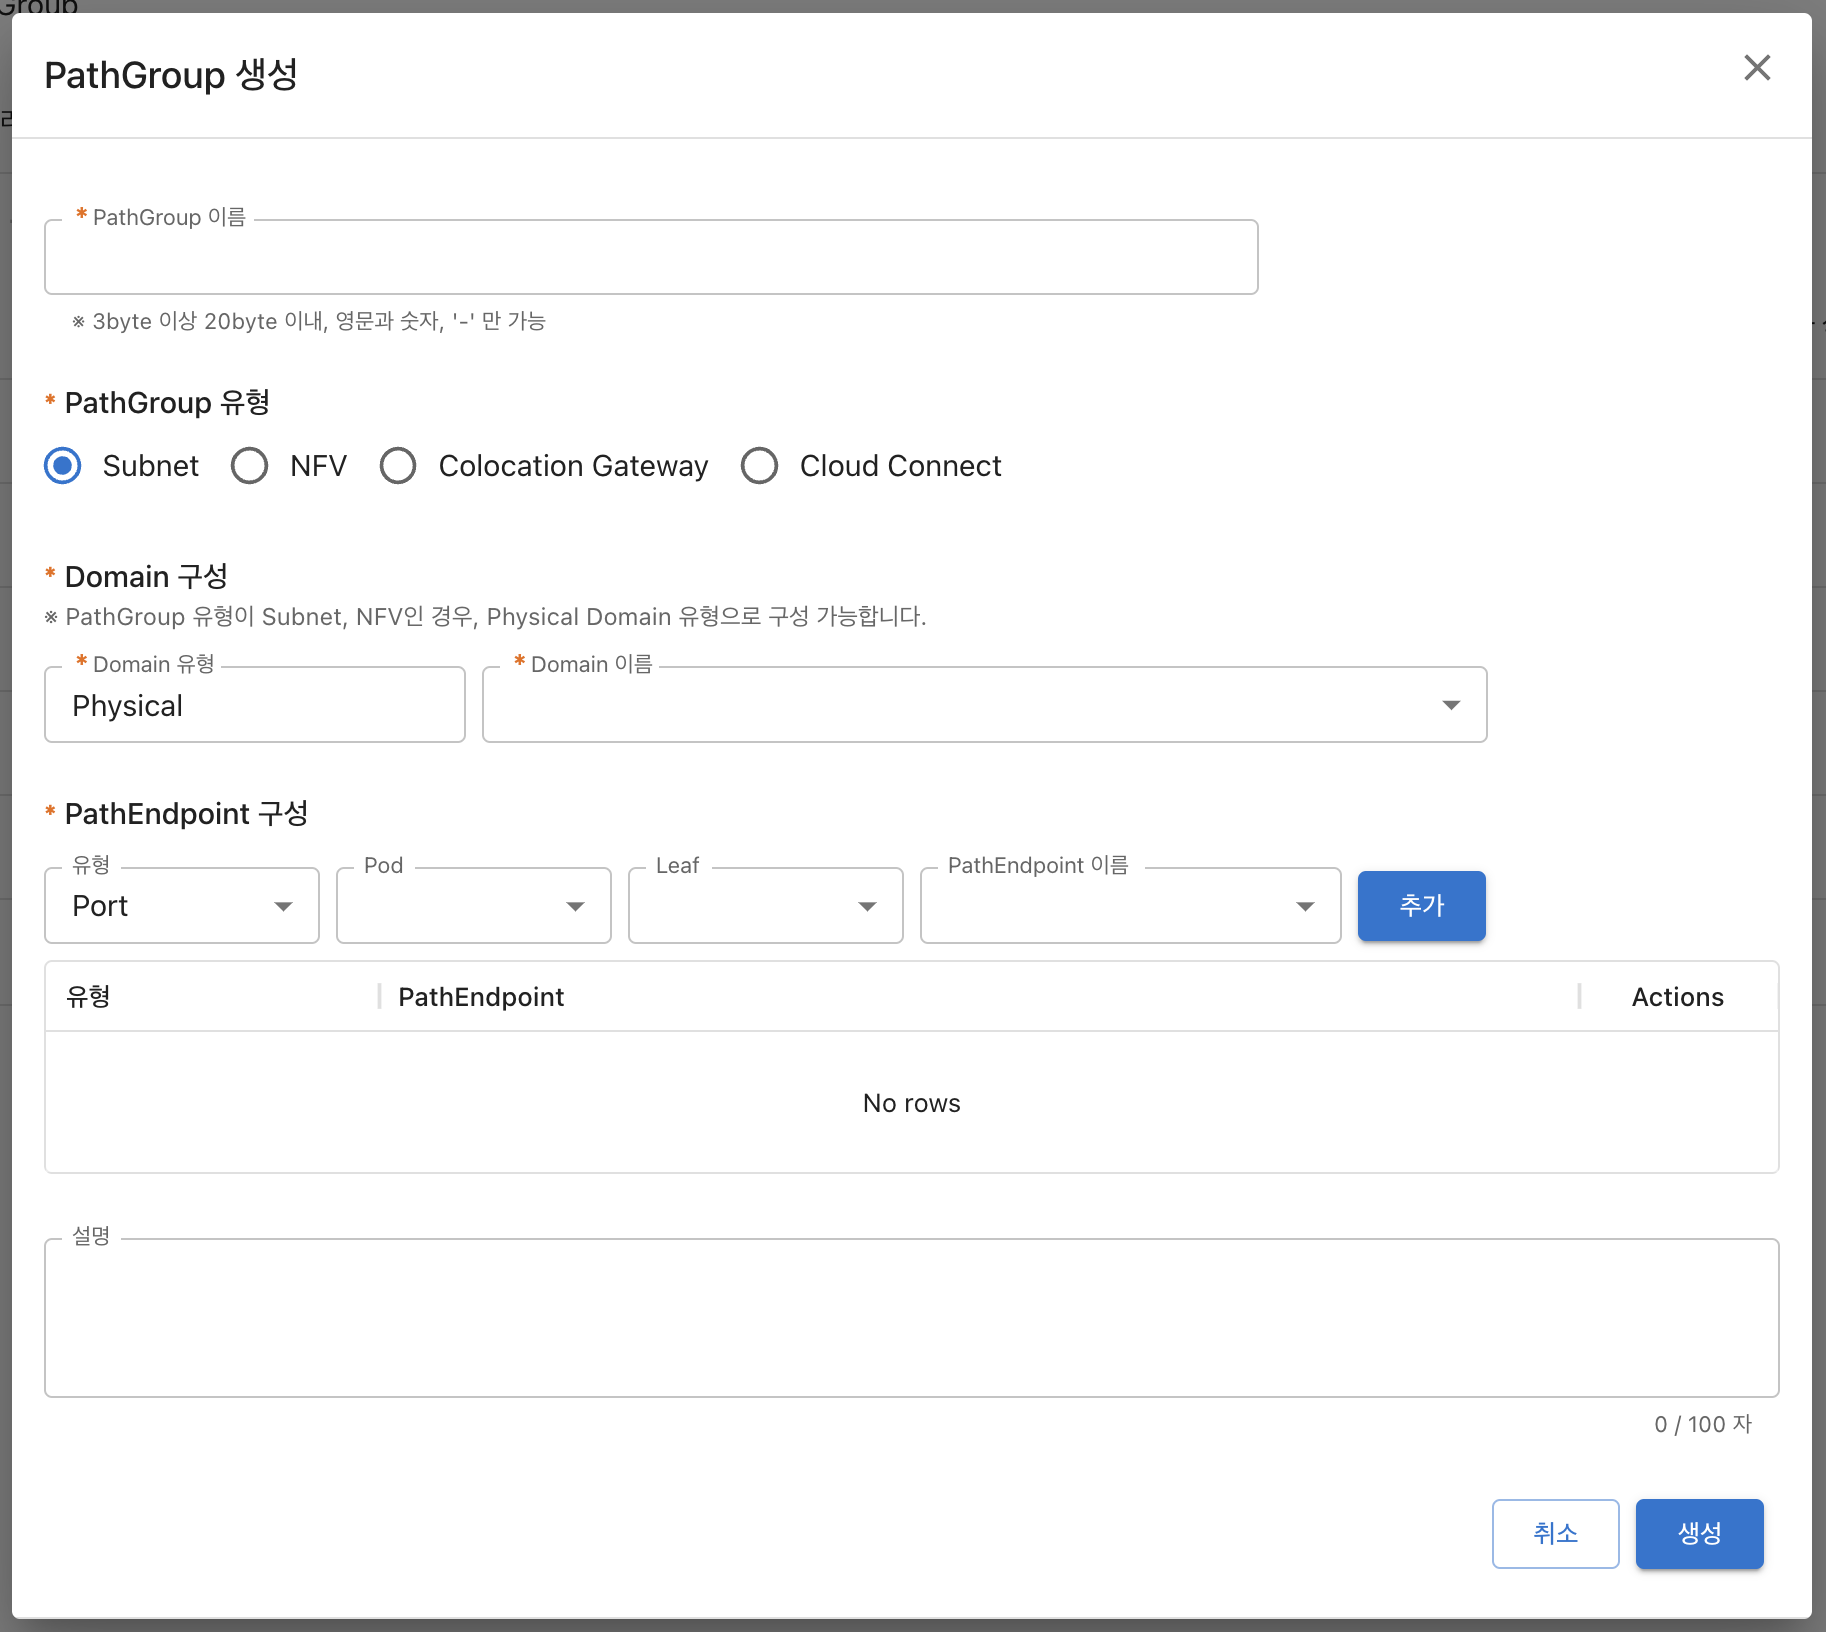 Group
PathGroup 생성
* PathGroup 이름
※ 3byte 이상 20byte 이내, 영문과 숫자, '-' 만 가능
* PathGroup 유형
Subnet NFV Colocation Gateway Cloud Connect
* Domain 구성
※ PathGroup 유형이 Subnet, NFV인 경우, Physical Domain 유형으로 구성 가능합니다.
* Domain 유형 * Domain 이름
Physical
* PathEndpoint 구성
유형 Pod Leaf PathEndpoint 이름
Port 추가
유형 PathEndpoint Actions
No rows
설명
0 / 100 자
취소 생성